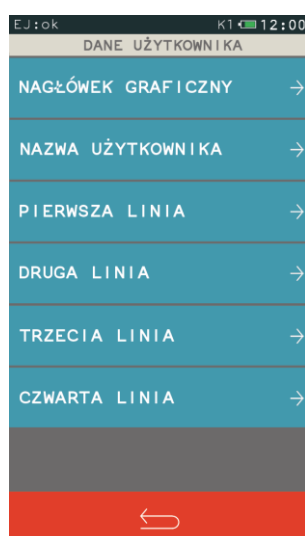 EJ:ok K1 12:00
DANE UŻYTKOWNIKA
NAGŁÓWEK GRAFICZNY
NAZWA UŻYTKOWNIKA
PIERWSZA LINIA
DRUGA LINIA
TRZECIA LINIA
CZWARTA LINIA